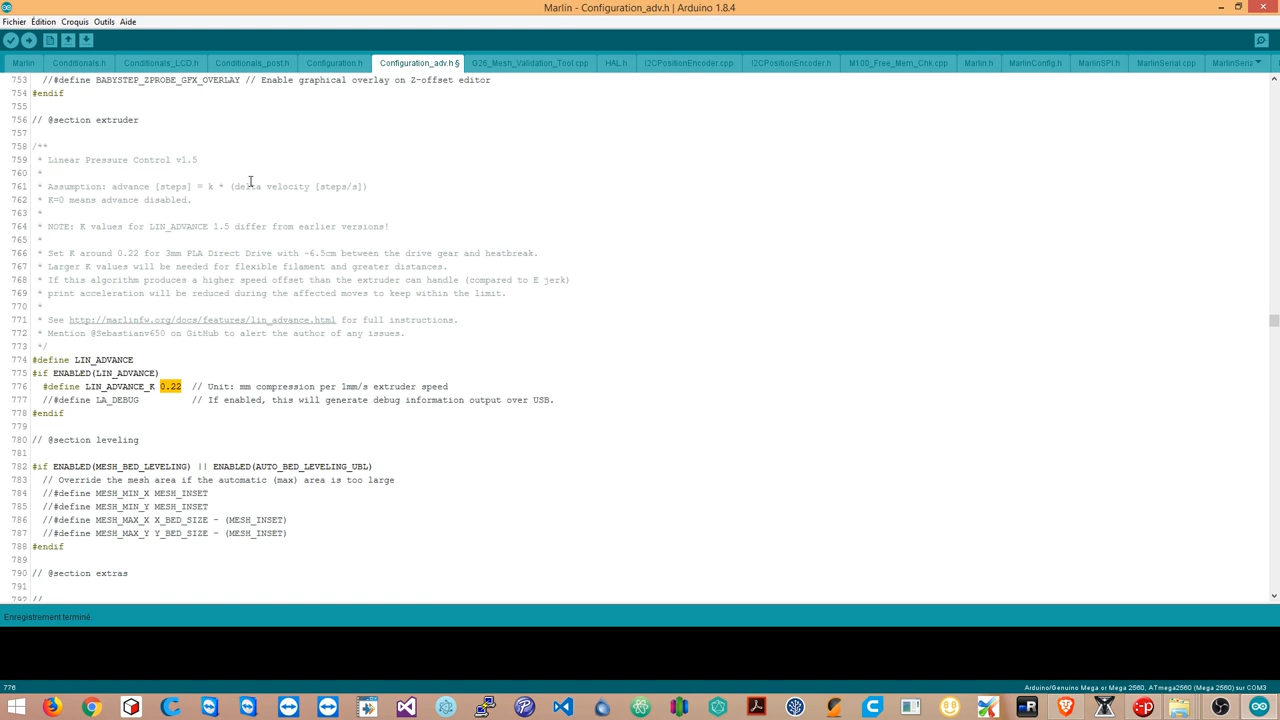 Marlin - Configuration_adv.h | Arduino 1.8.4
Fichier Édition Croquis Outils Aide
Marlin Conditionals.h Conditionals_LCD.h Conditionals_post.h Configuration.h Configuration_adv.h § G26_Mesh_Validation_Tool.cpp HAL.h I2CPositionEncoder.cpp I2CPositionEncoder.h M100_Free_Mem_Chk.cpp Marlin.h MarlinConfig.h MarlinSPI.h MarlinSerial.cpp MarlinSeria
753 //#define BABYSTEP_ZPROBE_GFX_OVERLAY // Enable graphical overlay on Z-offset editor
754 #endif
755
756 // @section extruder
757
758 /**
759 * Linear Pressure Control v1.5
760 *
761 * Assumption: advance [steps] = k * (delta velocity [steps/s])
762 * K=0 means advance disabled.
763 *
764 * NOTE: K values for LIN_ADVANCE 1.5 differ from earlier versions!
765 *
766 * Set K around 0.22 for 3mm PLA Direct Drive with ~6.5cm between the drive gear and heatbreak.
767 * Larger K values will be needed for flexible filament and greater distances.
768 * If this algorithm produces a higher speed offset than the extruder can handle (compared to E jerk)
769 * print acceleration will be reduced during the affected moves to keep within the limit.
770 *
771 * See http://marlinfw.org/docs/features/lin_advance.html for full instructions.
772 * Mention @Sebastianv650 on GitHub to alert the author of any issues.
773 */
774 #define LIN_ADVANCE
775 #if ENABLED(LIN_ADVANCE)
776 #define LIN_ADVANCE_K 0.22 // Unit: mm compression per 1mm/s extruder speed
777 //#define LA_DEBUG // If enabled, this will generate debug information output over USB.
778 #endif
779
780 // @section leveling
781
782 #if ENABLED(MESH_BED_LEVELING) || ENABLED(AUTO_BED_LEVELING_UBL)
783 // Override the mesh area if the automatic (max) area is too large
784 //#define MESH_MIN_X MESH_INSET
785 //#define MESH_MIN_Y MESH_INSET
786 //#define MESH_MAX_X X_BED_SIZE - (MESH_INSET)
787 //#define MESH_MAX_Y Y_BED_SIZE - (MESH_INSET)
788 #endif
789
790 // @section extras
791
792 //
Enregistrement terminé.
776
Arduino/Genuino Mega or Mega 2560, ATmega2560 (Mega 2560) sur COM3